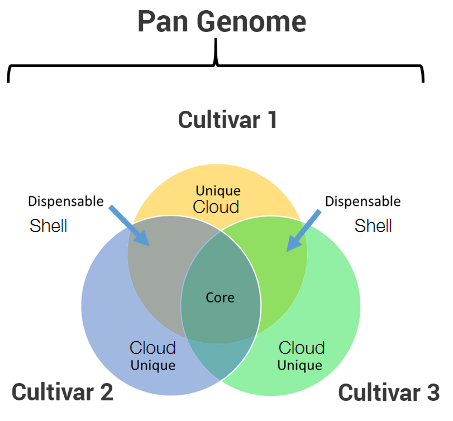 Pan Genome
Cultivar 1
Unique
Cloud
Dispensable
Shell
Dispensable
Shell
Core
Cloud
Unique
Cloud
Unique
Cultivar 2
Cultivar 3